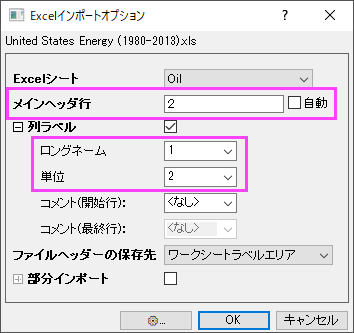 Excelインポートオプション
United States Energy (1980-2013).xls
Excelシート Oil
メインヘッダ行 2 自動
列ラベル
ロングネーム 1
単位 2
コメント(開始行): <なし>
コメント(最終行): <なし>
ファイルヘッダーの保存先 ワークシートラベルエリア
部分インポート
... OK キャンセル